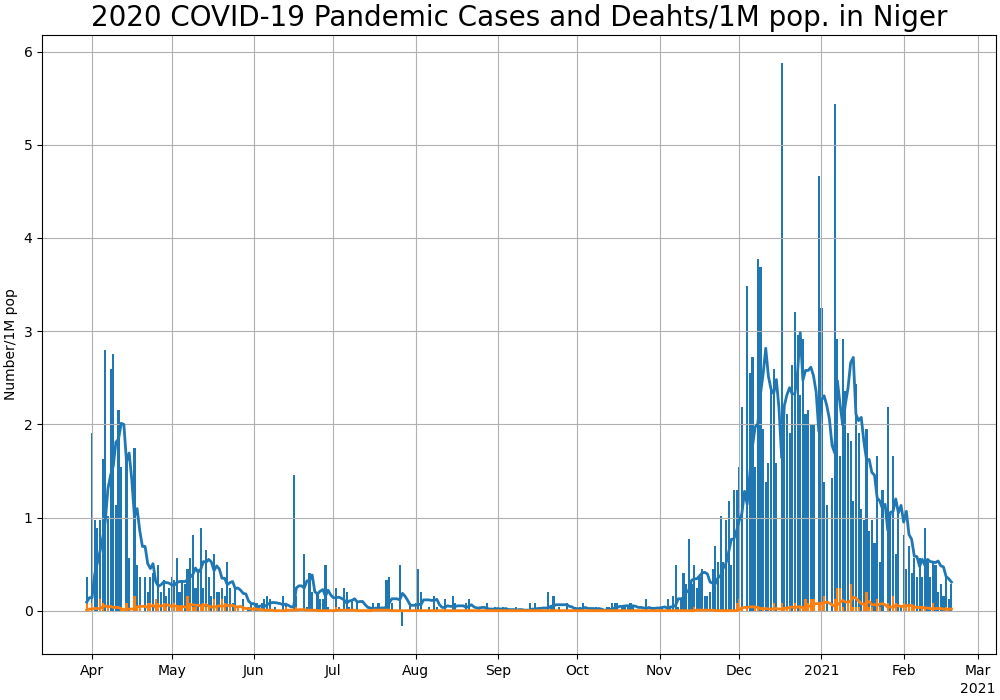 2020 COVID-19 Pandemic Cases and Deahts/1M pop. in Niger
Number/1M pop
6
5
4
3
2
1
0
Apr May Jun Jul Aug Sep Oct Nov Dec 2021 Feb Mar
2021